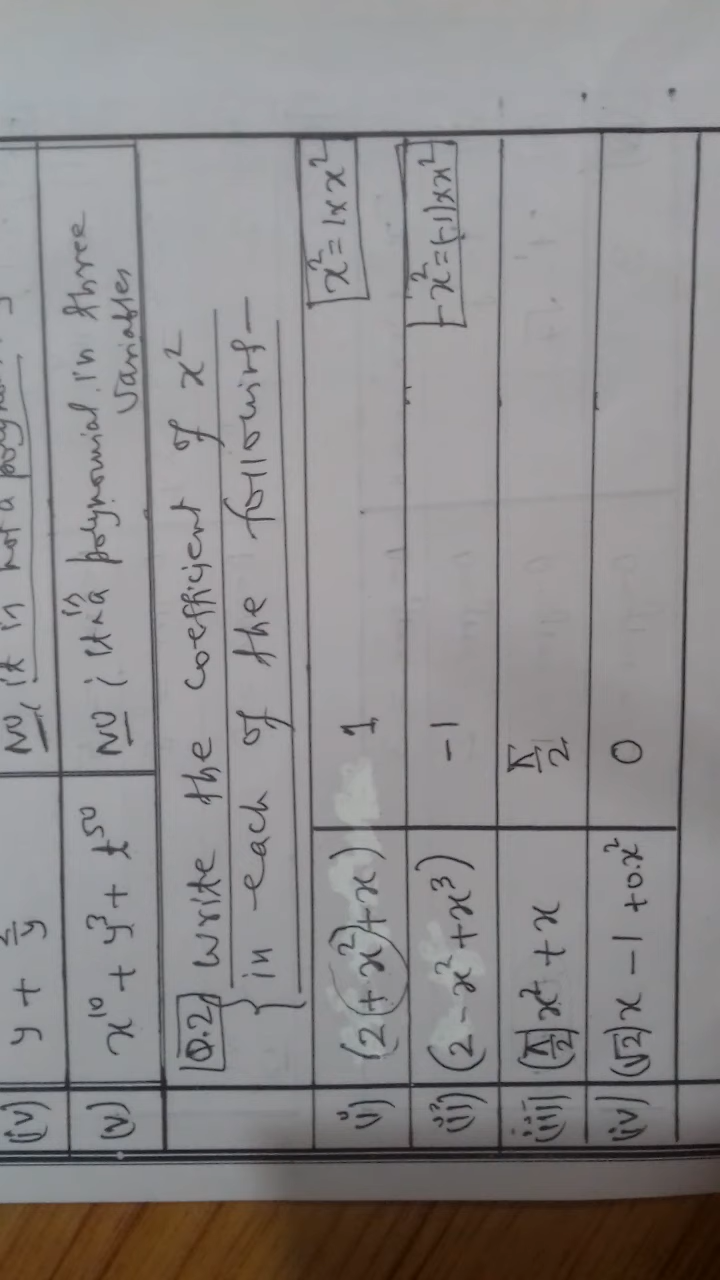 (iv) y + 2/y NO, it is not a polyno
(v) x¹⁰ + y³ + t⁵⁰ NO ; it is a polynomial in three
variables
Q.2, Write the coefficient of x²
in each of the following-
(i) (2+x²+x) 1 x² = 1×x²
(ii) (2-x²+x³) -1 -x² = (-1)×x²
(iii) (π/2)x² + x π/2
(iv) (√2)x - 1 + 0.x² 0